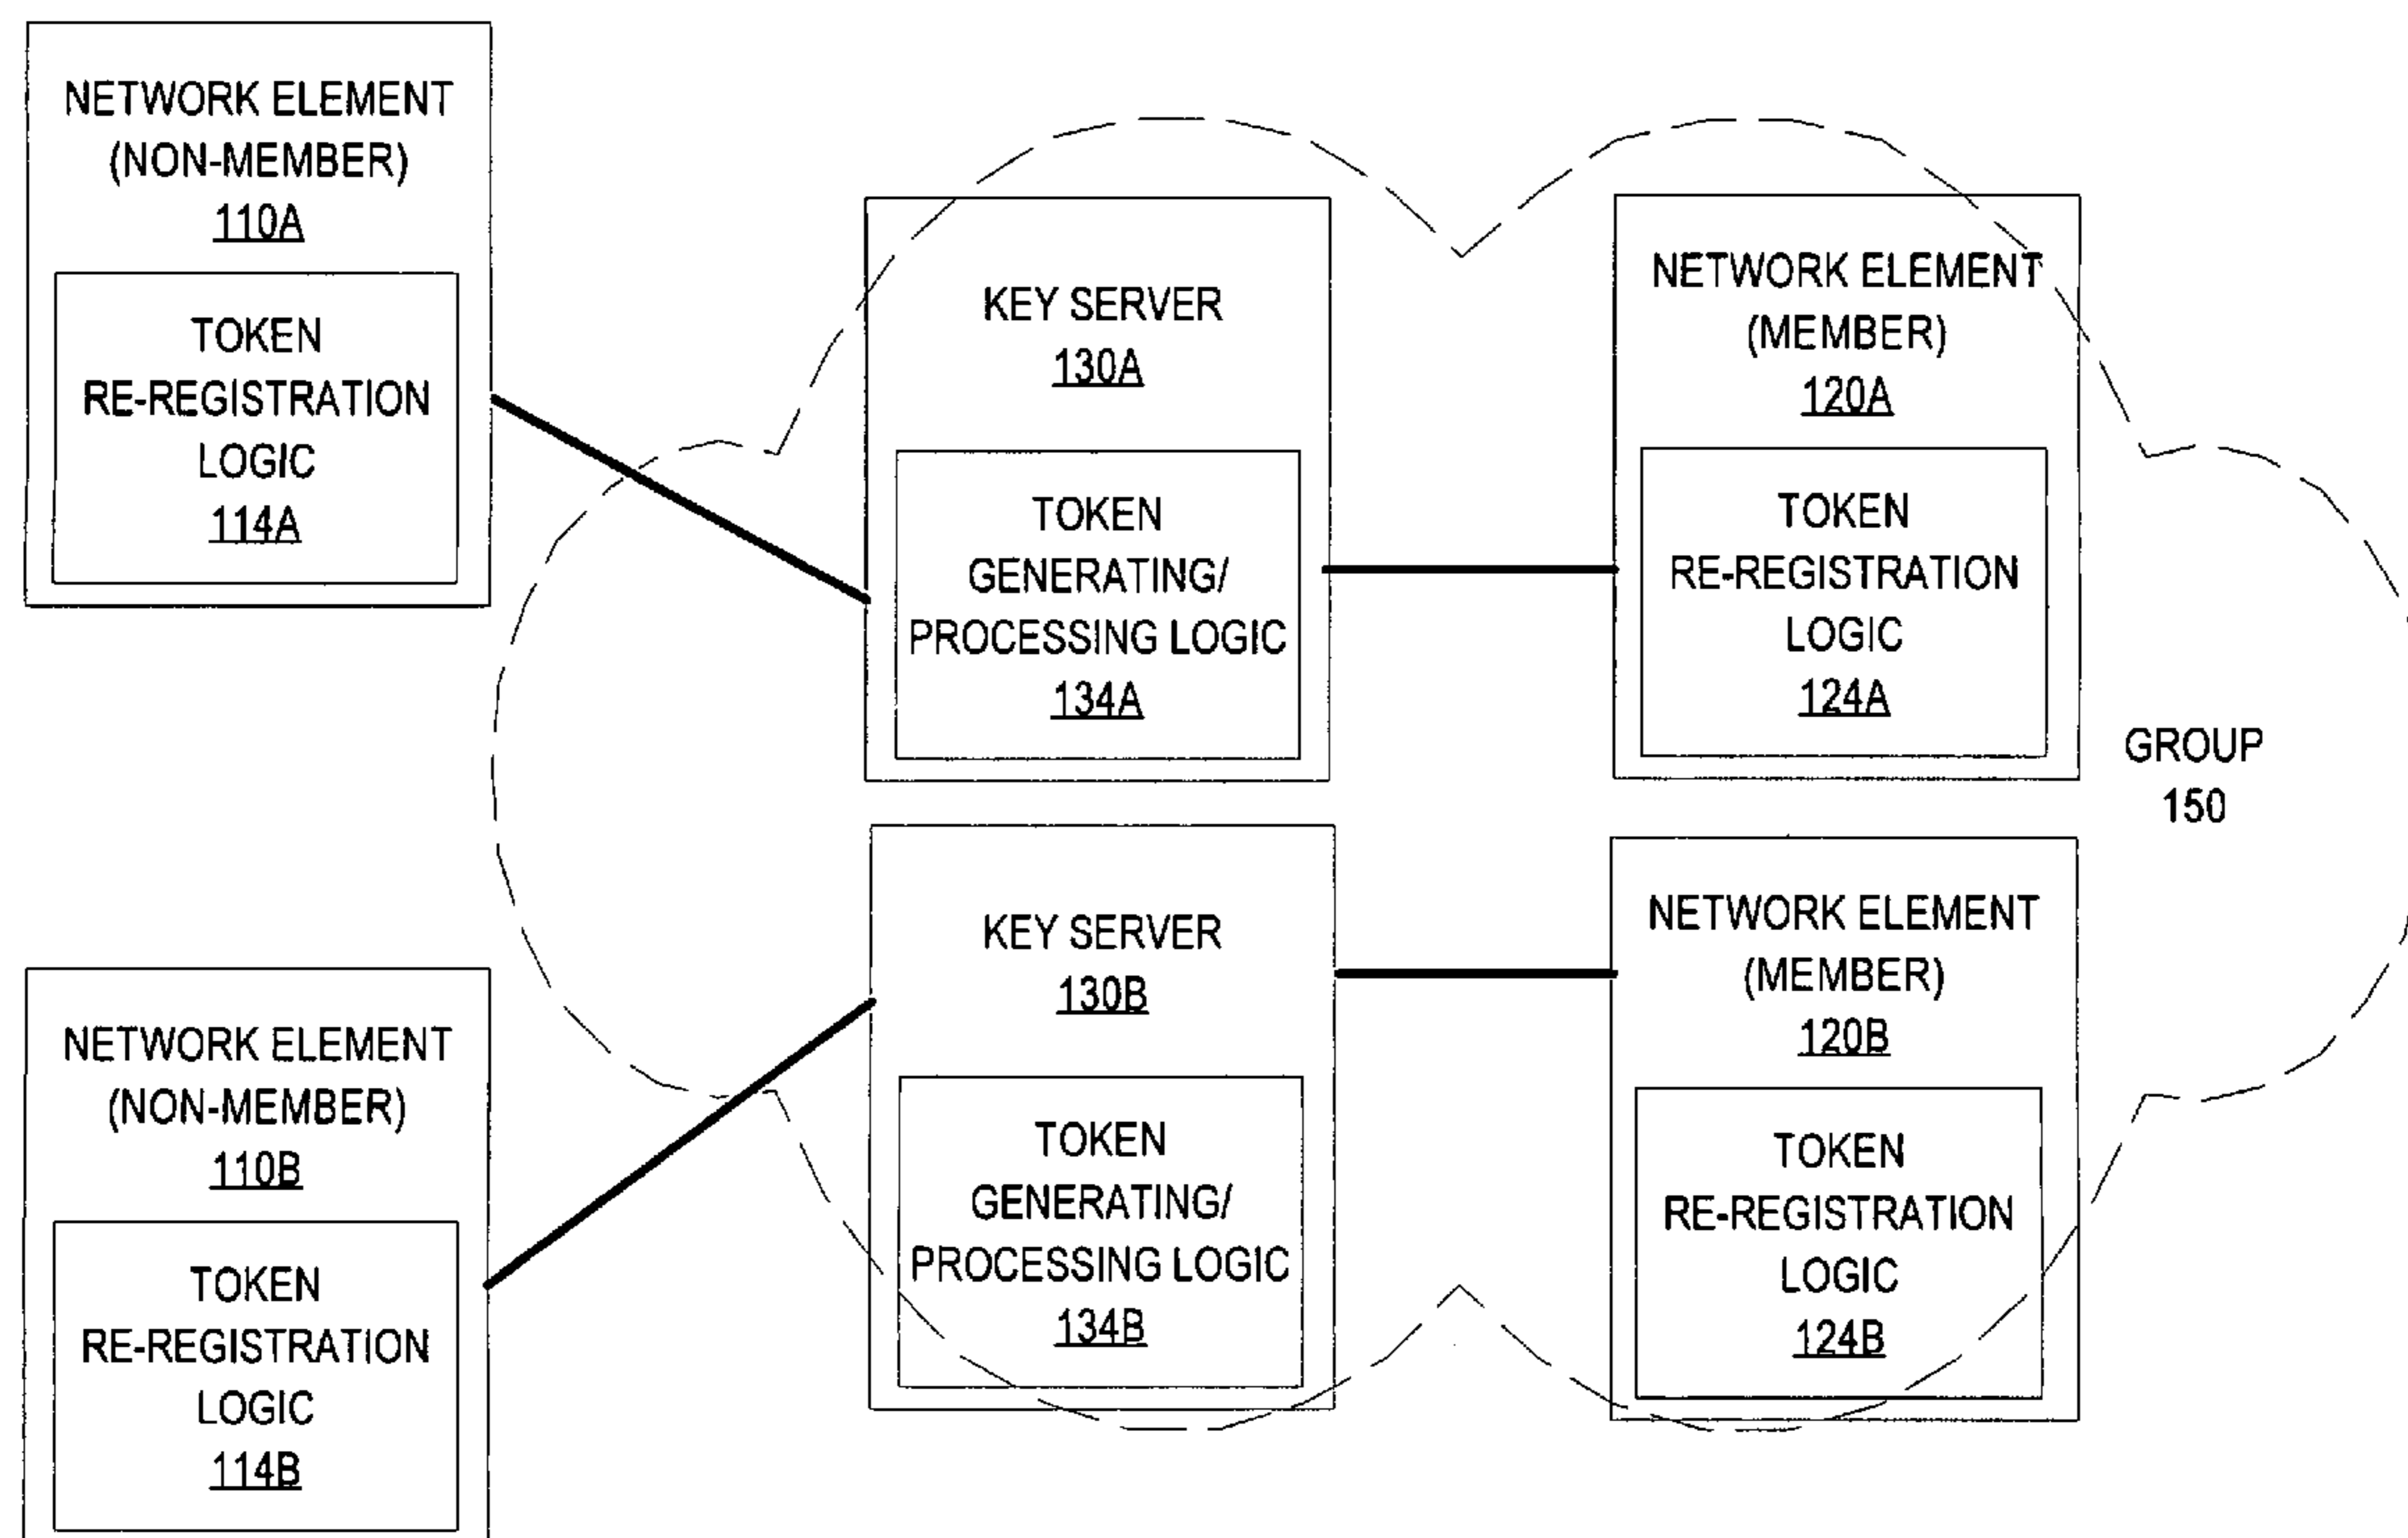 NETWORK ELEMENT
(NON-MEMBER)
110A
TOKEN
RE-REGISTRATION
LOGIC
114A
KEY SERVER
130A
TOKEN
GENERATING/
PROCESSING LOGIC
134A
NETWORK ELEMENT
(MEMBER)
120A
TOKEN
RE-REGISTRATION
LOGIC
124A
GROUP
150
NETWORK ELEMENT
(NON-MEMBER)
110B
TOKEN
RE-REGISTRATION
LOGIC
114B
KEY SERVER
130B
TOKEN
GENERATING/
PROCESSING LOGIC
134B
NETWORK ELEMENT
(MEMBER)
120B
TOKEN
RE-REGISTRATION
LOGIC
124B